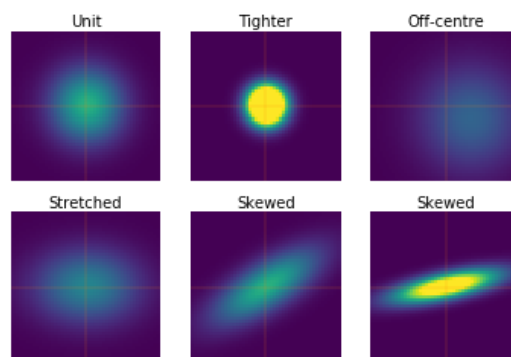 Unit
Tighter
Off-centre
Stretched
Skewed
Skewed